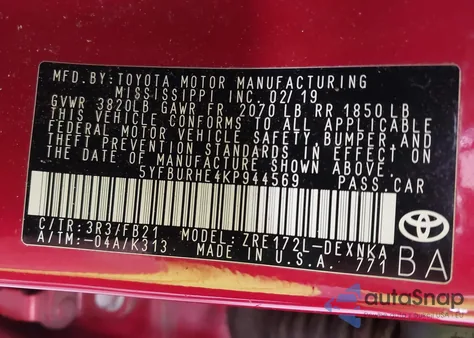 MFD. BY: TOYOTA MOTOR MANUFACTURING
MISSISSIPPI INC. 02/19
GVWR 3820LB GAWR FR 2070 LB RR 1850 LB
THIS VEHICLE CONFORMS TO ALL APPLICABLE
FEDERAL MOTOR VEHICLE SAFETY, BUMPER, AND
THEFT PREVENTION STANDARDS IN EFFECT ON
THE DATE OF MANUFACTURE SHOWN ABOVE.
5YFBURHE4KP944569 PASS. CAR
C/TR: 3R3/FB21 MODEL: ZRE172L-DEXNKA
A/TM: -04A/K313 MADE IN U.S.A. 771 BA
autoSnap